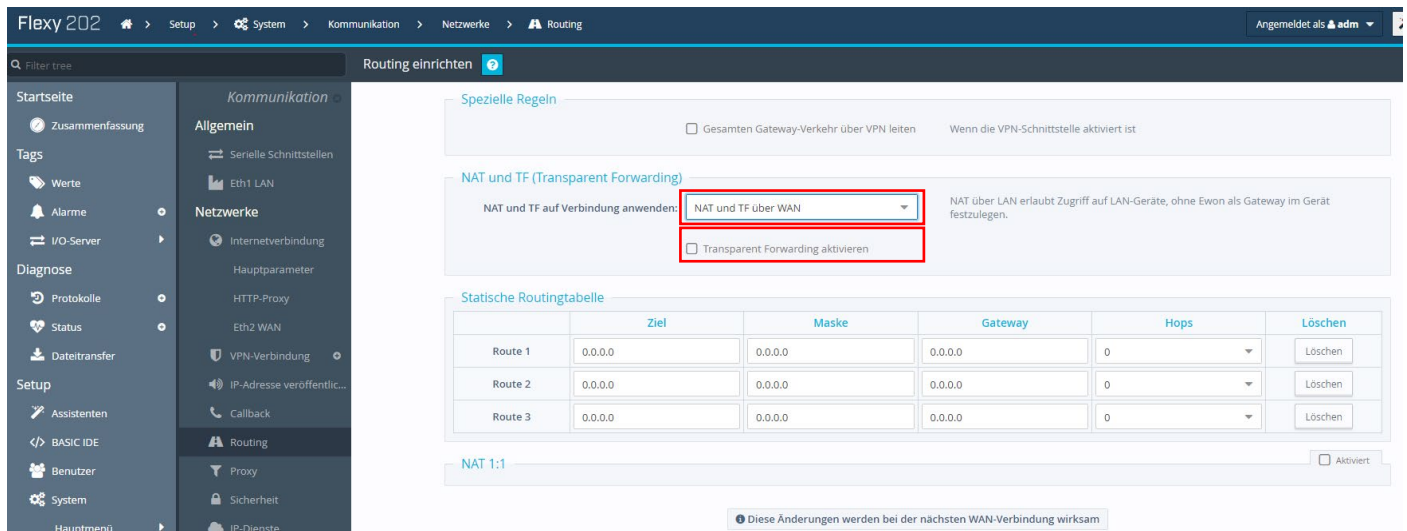 Flexy 202 > Setup > System > Kommunikation > Netzwerke > Routing Angemeldet als adm
Filter tree
Routing einrichten ?
Startseite
Zusammenfassung
Tags
Werte
Alarme
I/O-Server
Diagnose
Protokolle
Status
Dateitransfer
Setup
Assistenten
BASIC IDE
Benutzer
System
Hauptmenü
Kommunikation
Allgemein
Serielle Schnittstellen
Eth1 LAN
Netzwerke
Internetverbindung
Hauptparameter
HTTP-Proxy
Eth2 WAN
VPN-Verbindung
IP-Adresse veröffentlic...
Callback
Routing
Proxy
Sicherheit
IP-Dienste
Spezielle Regeln
Gesamten Gateway-Verkehr über VPN leiten Wenn die VPN-Schnittstelle aktiviert ist
NAT und TF (Transparent Forwarding)
NAT und TF auf Verbindung anwenden: NAT und TF über WAN
NAT über LAN erlaubt Zugriff auf LAN-Geräte, ohne Ewon als Gateway im Gerät
festzulegen.
Transparent Forwarding aktivieren
Statische Routingtabelle
Ziel Maske Gateway Hops Löschen
Route 1 0.0.0.0 0.0.0.0 0.0.0.0 0 Löschen
Route 2 0.0.0.0 0.0.0.0 0.0.0.0 0 Löschen
Route 3 0.0.0.0 0.0.0.0 0.0.0.0 0 Löschen
NAT 1:1 Aktiviert
Diese Änderungen werden bei der nächsten WAN-Verbindung wirksam